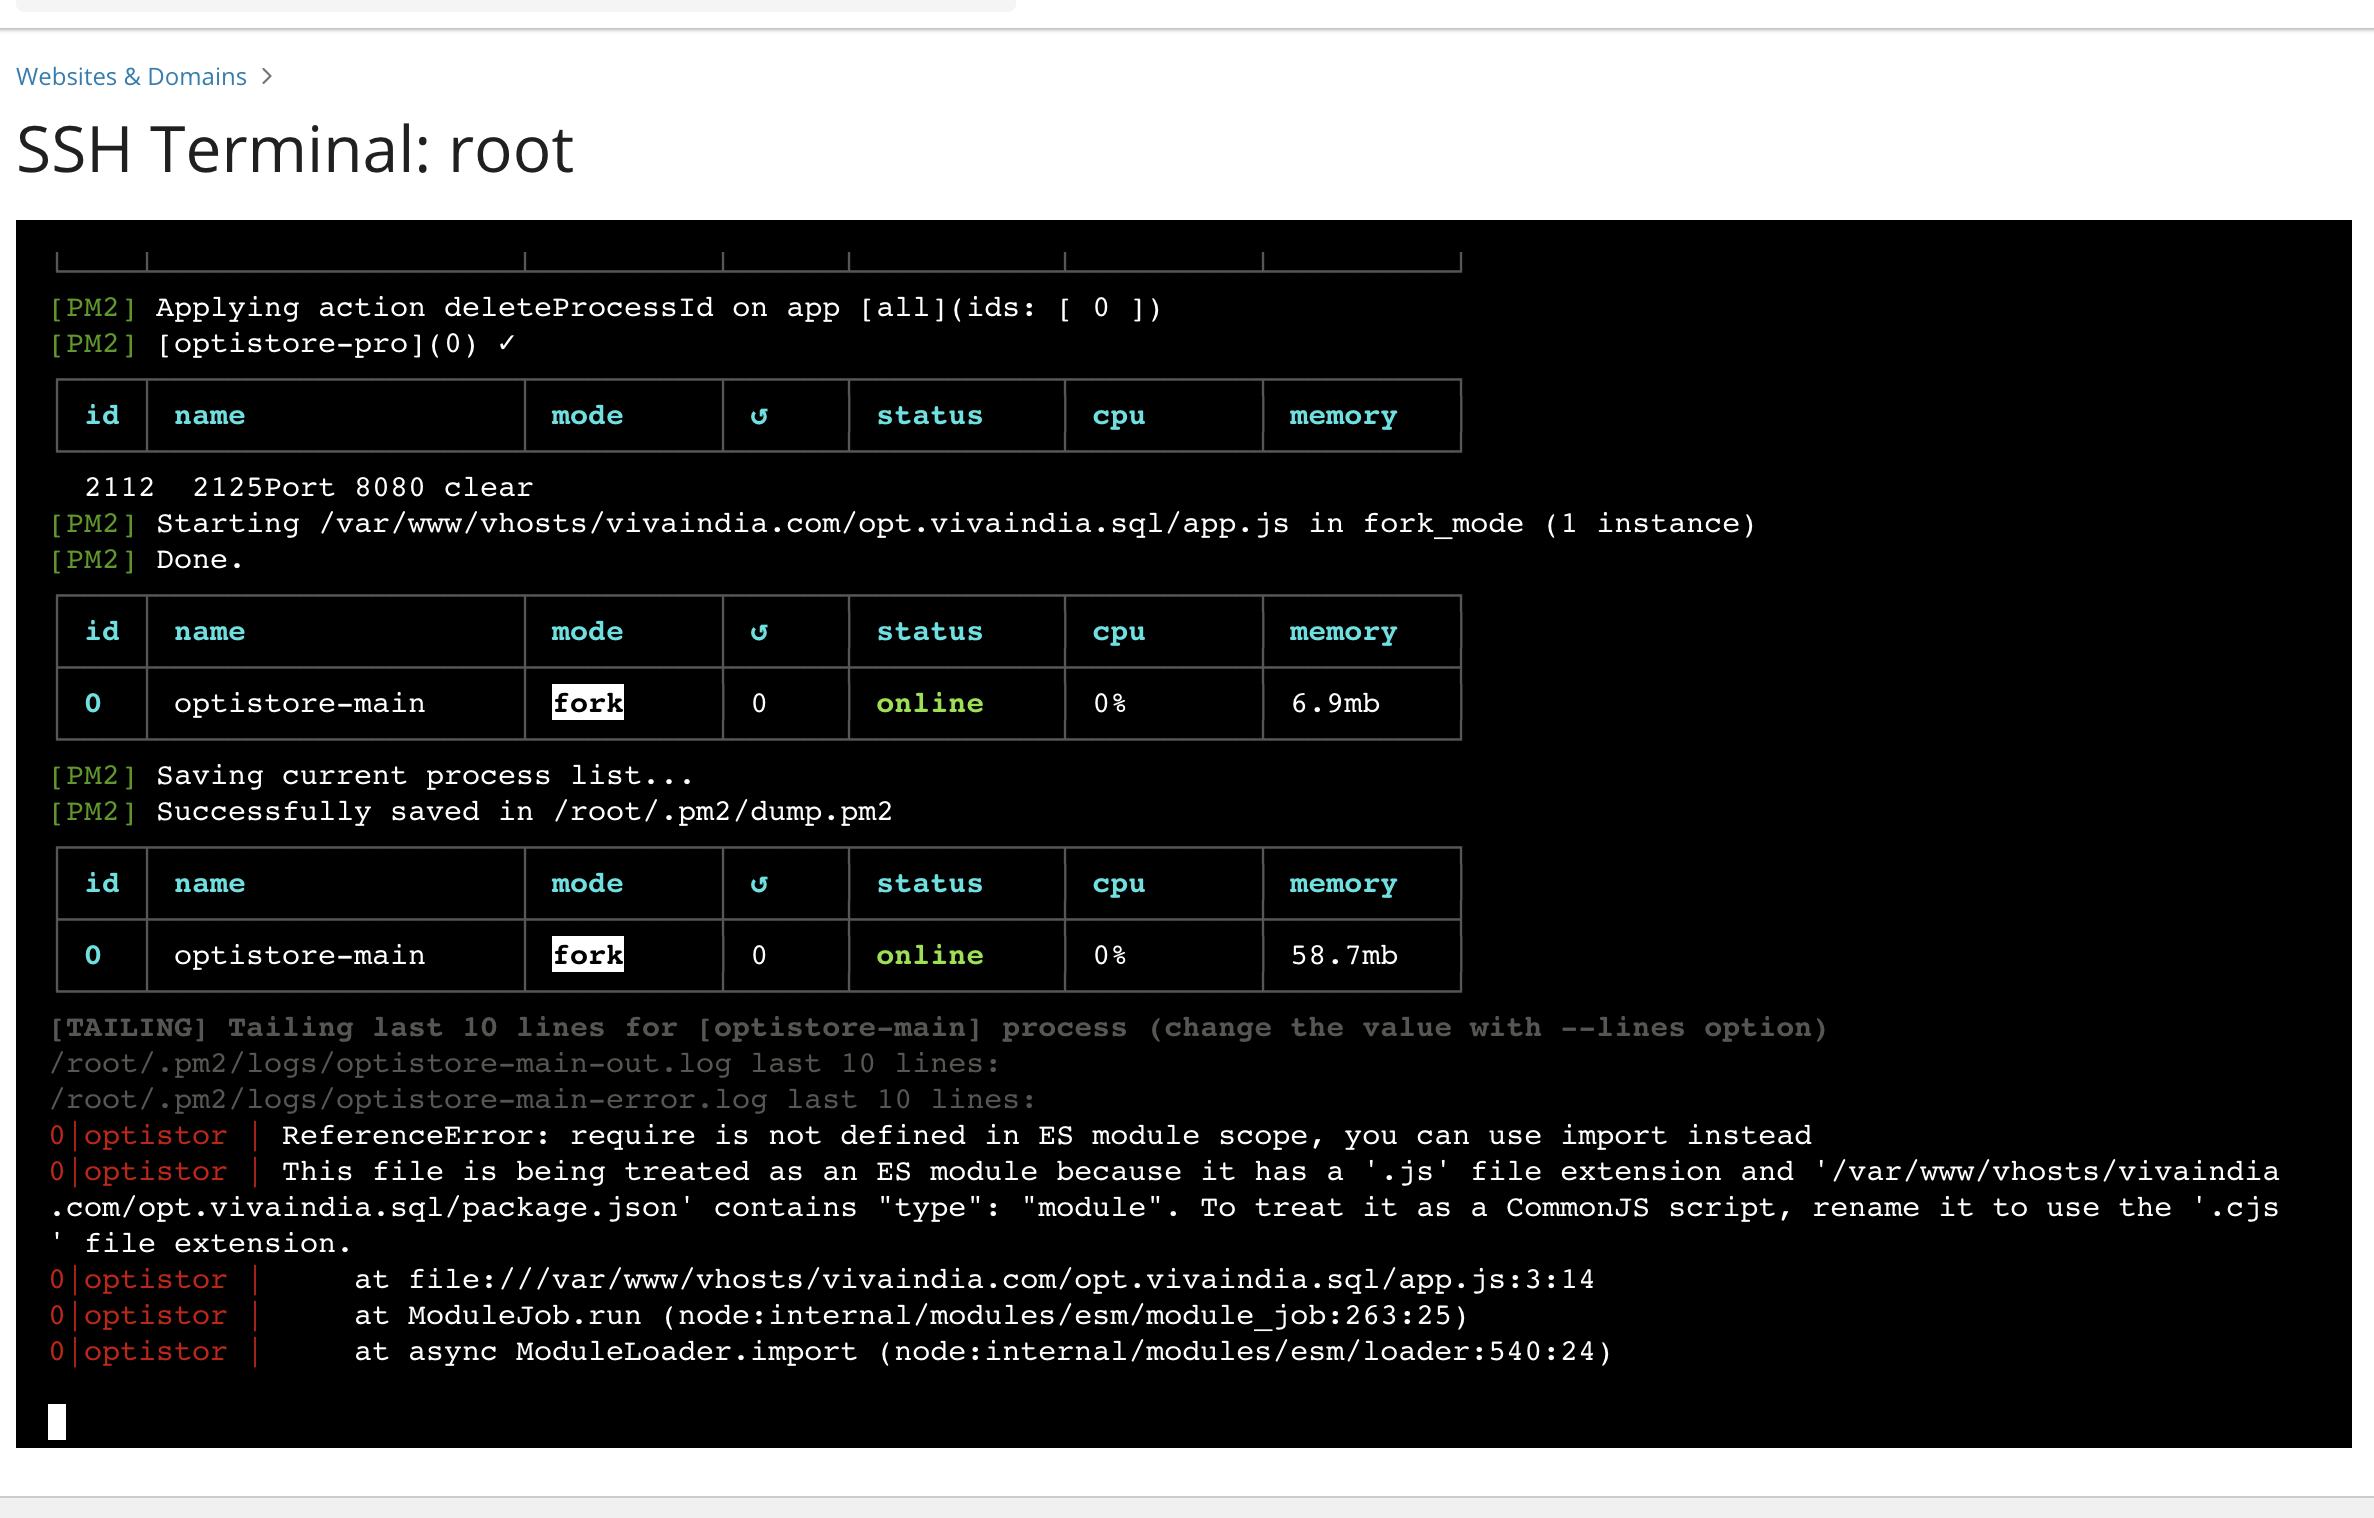 Websites & Domains >
SSH Terminal: root
[PM2] Applying action deleteProcessId on app [all](ids: [ 0 ])
[PM2] [optistore-pro](0) ✓
id name mode ↺ status cpu memory
2112 2125Port 8080 clear
[PM2] Starting /var/www/vhosts/vivaindia.com/opt.vivaindia.sql/app.js in fork_mode (1 instance)
[PM2] Done.
id name mode ↺ status cpu memory
0 optistore-main fork 0 online 0% 6.9mb
[PM2] Saving current process list...
[PM2] Successfully saved in /root/.pm2/dump.pm2
id name mode ↺ status cpu memory
0 optistore-main fork 0 online 0% 58.7mb
[TAILING] Tailing last 10 lines for [optistore-main] process (change the value with --lines option)
/root/.pm2/logs/optistore-main-out.log last 10 lines:
/root/.pm2/logs/optistore-main-error.log last 10 lines:
0|optistor | ReferenceError: require is not defined in ES module scope, you can use import instead
0|optistor | This file is being treated as an ES module because it has a '.js' file extension and '/var/www/vhosts/vivaindia
.com/opt.vivaindia.sql/package.json' contains "type": "module". To treat it as a CommonJS script, rename it to use the '.cjs
' file extension.
0|optistor |     at file:///var/www/vhosts/vivaindia.com/opt.vivaindia.sql/app.js:3:14
0|optistor |     at ModuleJob.run (node:internal/modules/esm/module_job:263:25)
0|optistor |     at async ModuleLoader.import (node:internal/modules/esm/loader:540:24)